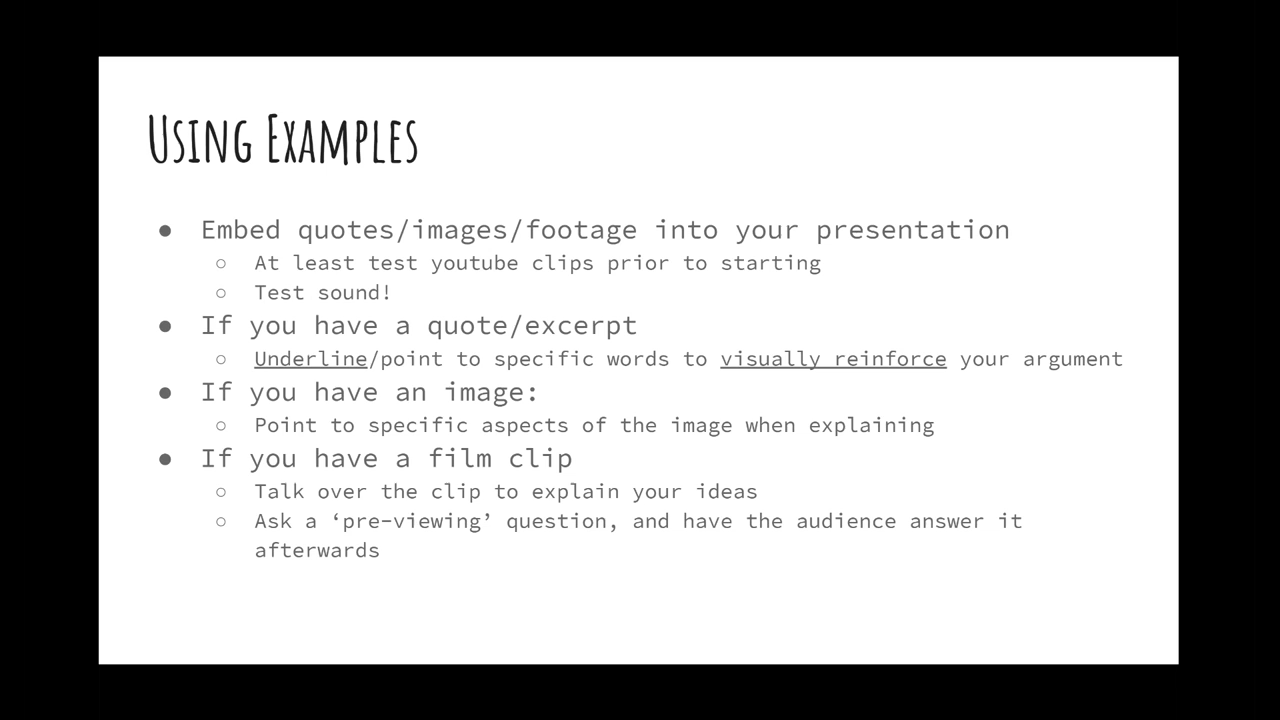 Using Examples
● Embed quotes/images/footage into your presentation
○ At least test youtube clips prior to starting
○ Test sound!
● If you have a quote/excerpt
○ Underline/point to specific words to visually reinforce your argument
● If you have an image:
○ Point to specific aspects of the image when explaining
● If you have a film clip
○ Talk over the clip to explain your ideas
○ Ask a ‘pre-viewing’ question, and have the audience answer it
afterwards